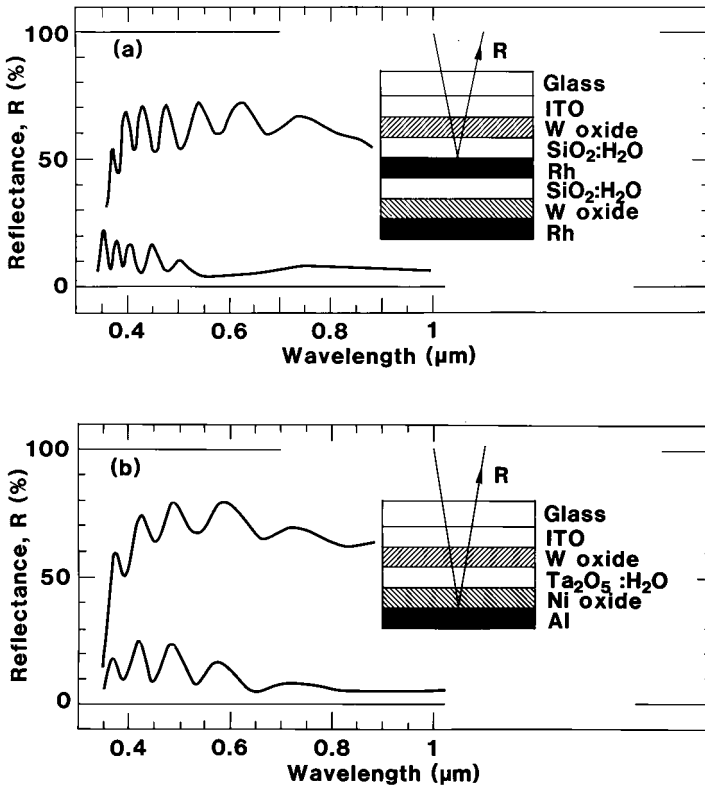 100
(a)
R
Glass
ITO
W oxide
SiO₂:H₂O
Rh
SiO₂:H₂O
W oxide
Rh
50
0
Reflectance, R (%)
0.4
0.6
0.8
1
Wavelength (µm)
100
(b)
R
Glass
ITO
W oxide
Ta₂O₅ :H₂O
Ni oxide
Al
50
0
Reflectance, R (%)
0.4
0.6
0.8
1
Wavelength (µm)